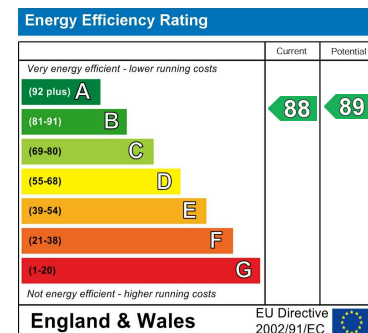 Energy Efficiency Rating
Current Potential
Very energy efficient - lower running costs
(92 plus) A
(81-91) B
88 89
(69-80) C
(55-68) D
(39-54) E
(21-38) F
(1-20) G
Not energy efficient - higher running costs
England & Wales
EU Directive
2002/91/EC